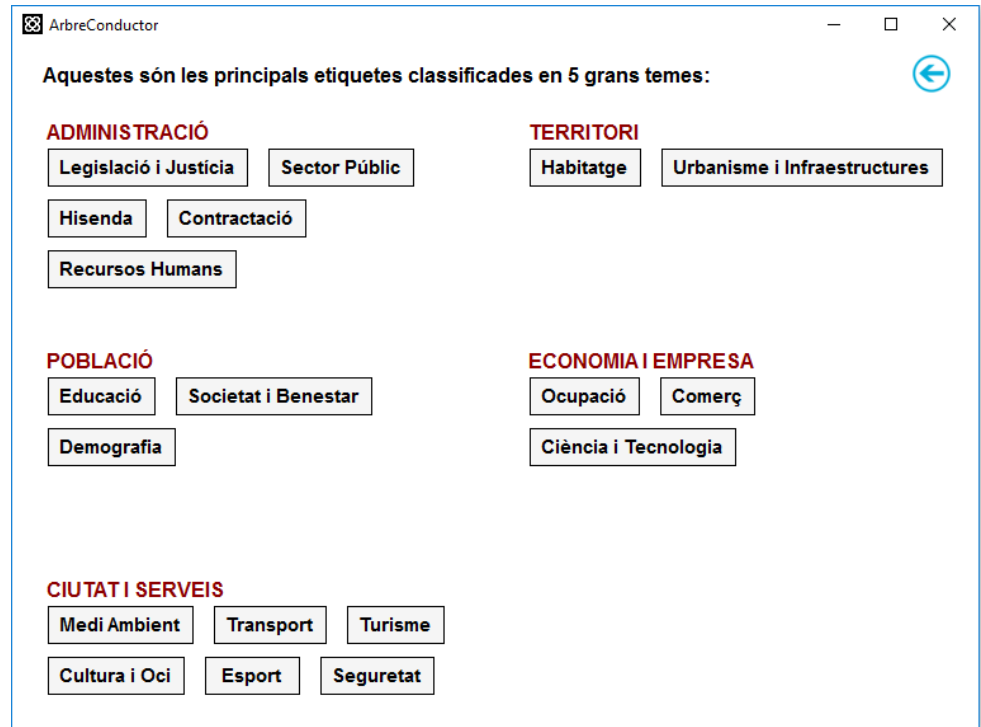 ArbreConductor
Aquestes són les principals etiquetes classificades en 5 grans temes:
ADMINISTRACIÓ
Legislació i Justícia Sector Públic
Hisenda Contractació
Recursos Humans
TERRITORI
Habitatge Urbanisme i Infraestructures
POBLACIÓ
Educació Societat i Benestar
Demografia
ECONOMIA I EMPRESA
Ocupació Comerç
Ciència i Tecnologia
CIUTAT I SERVEIS
Medi Ambient Transport Turisme
Cultura i Oci Esport Seguretat